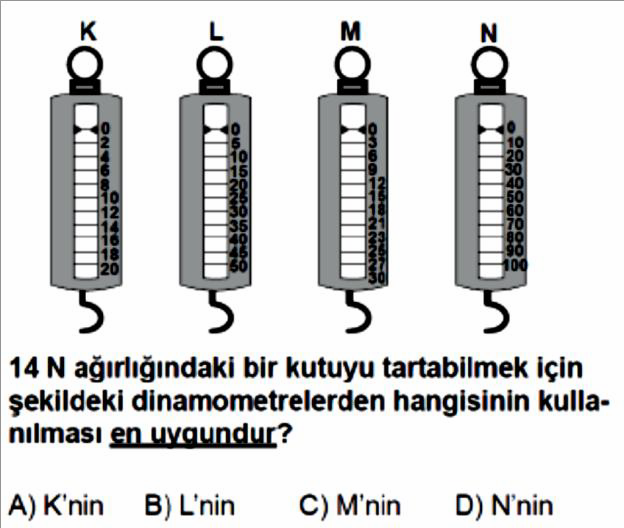 K L M N
0 0 0 0
2 5 3 10
4 10 6 20
6 15 9 30
8 20 12 40
10 25 15 50
12 30 18 60
14 35 21 70
16 40 23 80
18 45 90
20 50 27 100
30
14 N ağırlığındaki bir kutuyu tartabilmek için
şekildeki dinamometrelerden hangisinin kulla-
nılması en uygundur?
A) K'nin B) L'nin C) M'nin D) N'nin